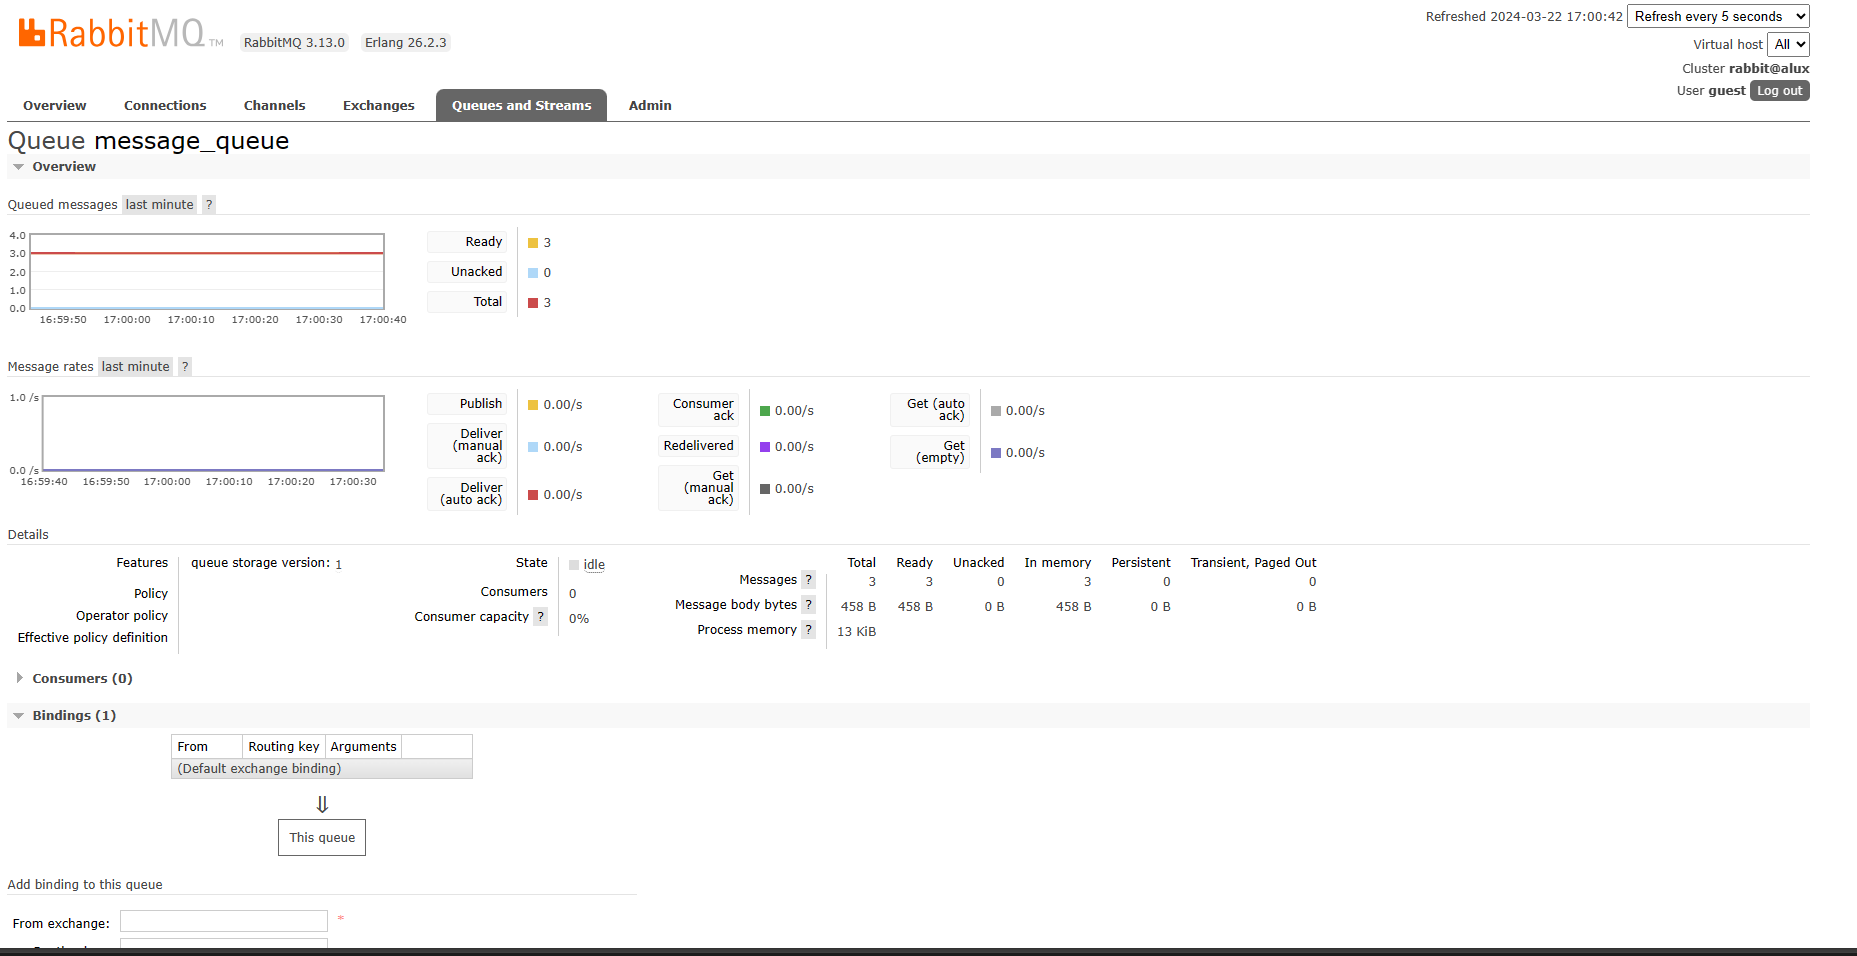 Refreshed 2024-03-22 17:00:42 Refresh every 5 seconds
RabbitMQ TM RabbitMQ 3.13.0 Erlang 26.2.3
Virtual host All
Cluster rabbit@alux
User guest Log out
Overview Connections Channels Exchanges Queues and Streams Admin
Queue message_queue
Overview
Queued messages last minute ?
4.0
3.0
2.0
1.0
0.0
16:59:50 17:00:00 17:00:10 17:00:20 17:00:30 17:00:40
Ready 3
Unacked 0
Total 3
Message rates last minute ?
1.0 /s
0.0 /s
16:59:40 16:59:50 17:00:00 17:00:10 17:00:20 17:00:30
Publish 0.00/s
Deliver
(manual 0.00/s
ack)
Deliver
(auto ack) 0.00/s
Consumer
ack 0.00/s
Redelivered 0.00/s
Get
(manual 0.00/s
ack)
Get (auto
ack) 0.00/s
Get
(empty) 0.00/s
Details
Features queue storage version: 1
Policy
Operator policy
Effective policy definition
State idle
Consumers 0
Consumer capacity ? 0%
Total Ready Unacked In memory Persistent Transient, Paged Out
Messages ? 3 3 0 3 0 0
Message body bytes ? 458 B 458 B 0 B 458 B 0 B 0 B
Process memory ? 13 KiB
Consumers (0)
Bindings (1)
From Routing key Arguments
(Default exchange binding)
⇓
This queue
Add binding to this queue
From exchange: *